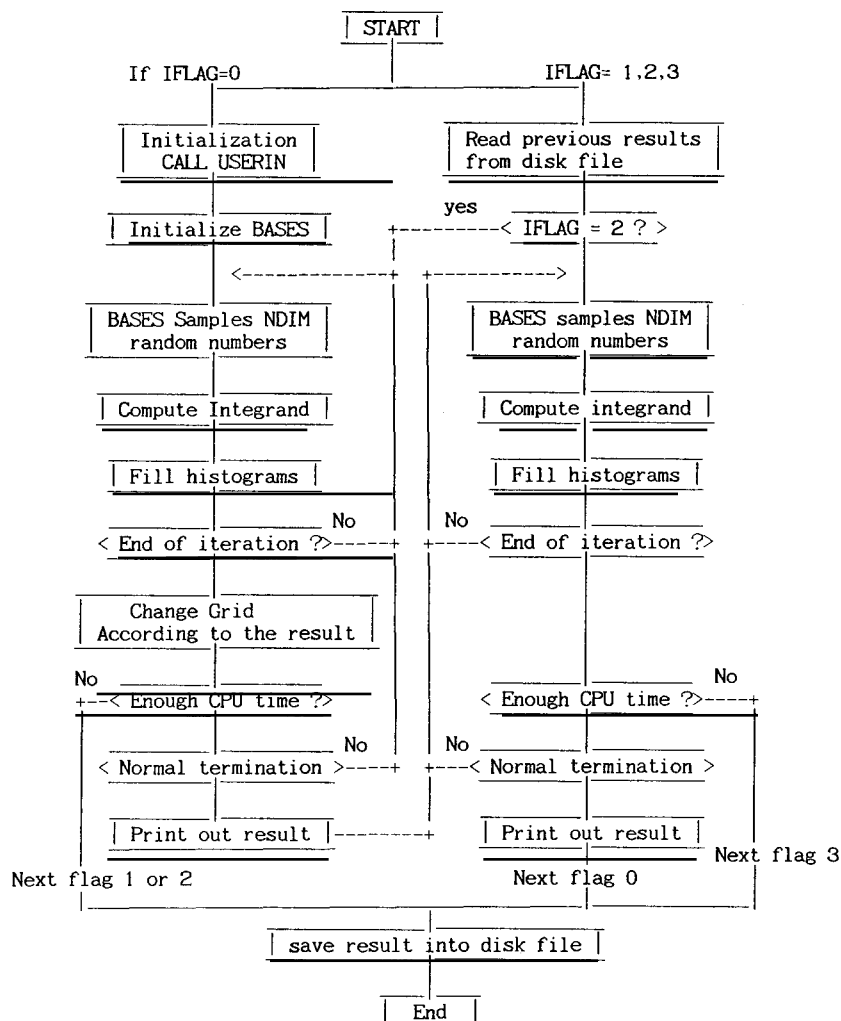 START
If IFLAG=0
IFLAG= 1,2,3
Initialization
CALL USERIN
Read previous results
from disk file
yes
Initialize BASES
< IFLAG = 2 ? >
BASES Samples NDIM
random numbers
BASES samples NDIM
random numbers
Compute Integrand
Compute integrand
Fill histograms
Fill histograms
No
No
< End of iteration ?>
< End of iteration ?>
Change Grid
According to the result
No
No
< Enough CPU time ?>
< Enough CPU time ?>
No
No
< Normal termination >
< Normal termination >
Print out result
Print out result
Next flag 3
Next flag 1 or 2
Next flag 0
save result into disk file
End